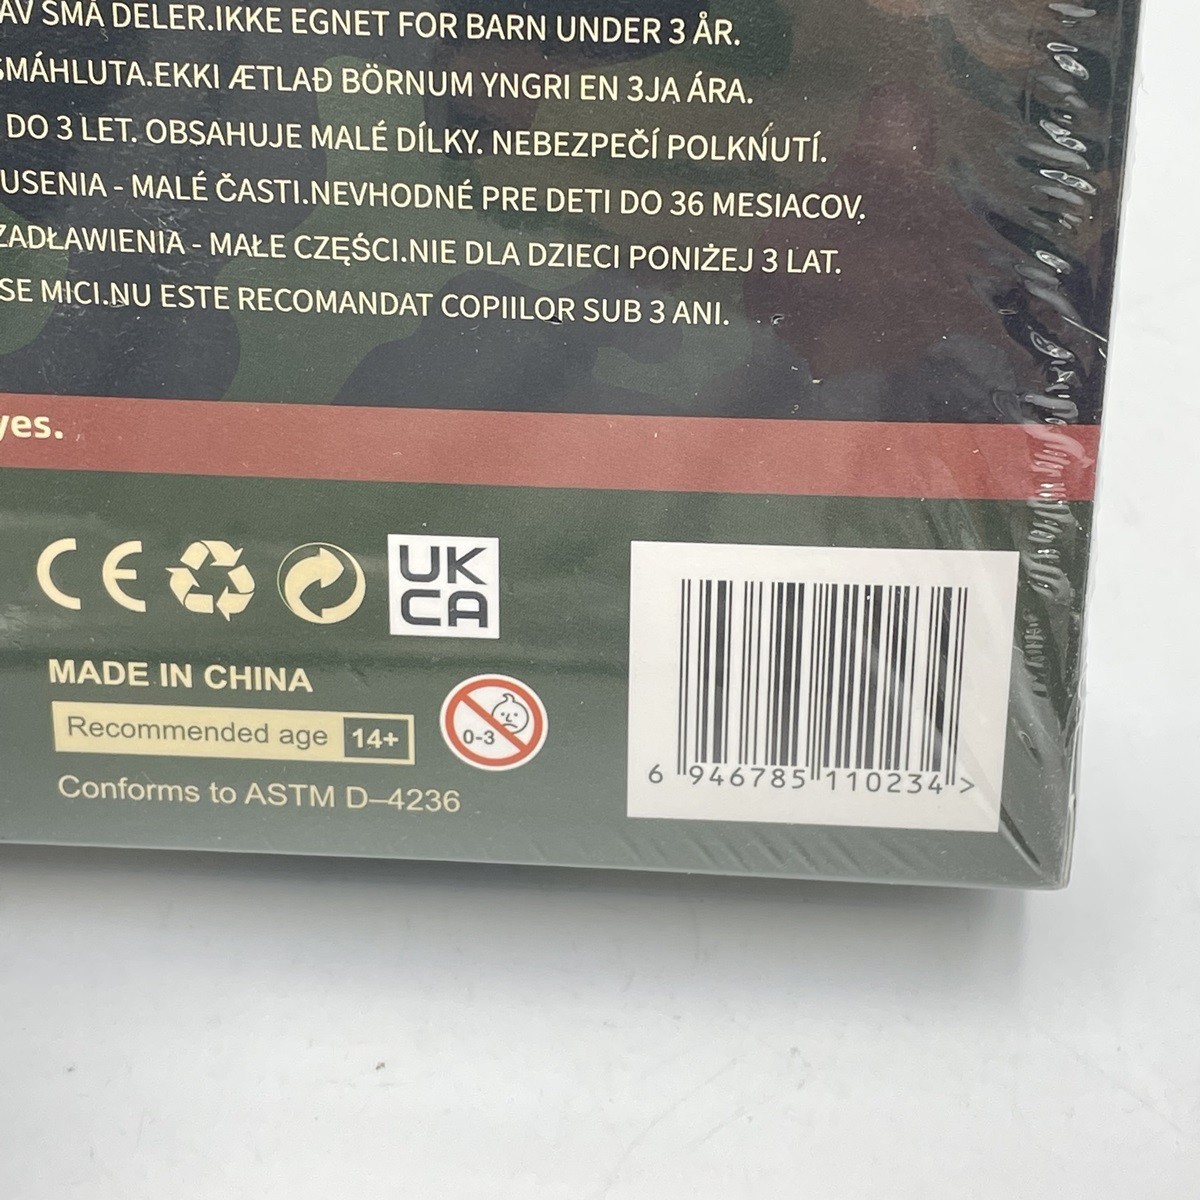 AV SMÅ DELER.IKKE EGNET FOR BARN UNDER 3 ÅR.
SMÁHLUTA.EKKI ÆTLAÐ BÖRNUM YNGRI EN 3JA ÁRA.
DO 3 LET. OBSAHUJE MALÉ DÍLKY. NEBEZPEČÍ POLKNUTÍ.
USENIA - MALÉ ČASTI.NEVHODNÉ PRE DETI DO 36 MESIACOV.
ZADŁAWIENIA - MAŁE CZĘŚCI.NIE DLA DZIECI PONIŻEJ 3 LAT.
SE MICI.NU ESTE RECOMANDAT COPIILOR SUB 3 ANI.
yes.
CE
UK
CA
MADE IN CHINA
Recommended age 14+
0-3
Conforms to ASTM D-4236
6 946785 110234 >